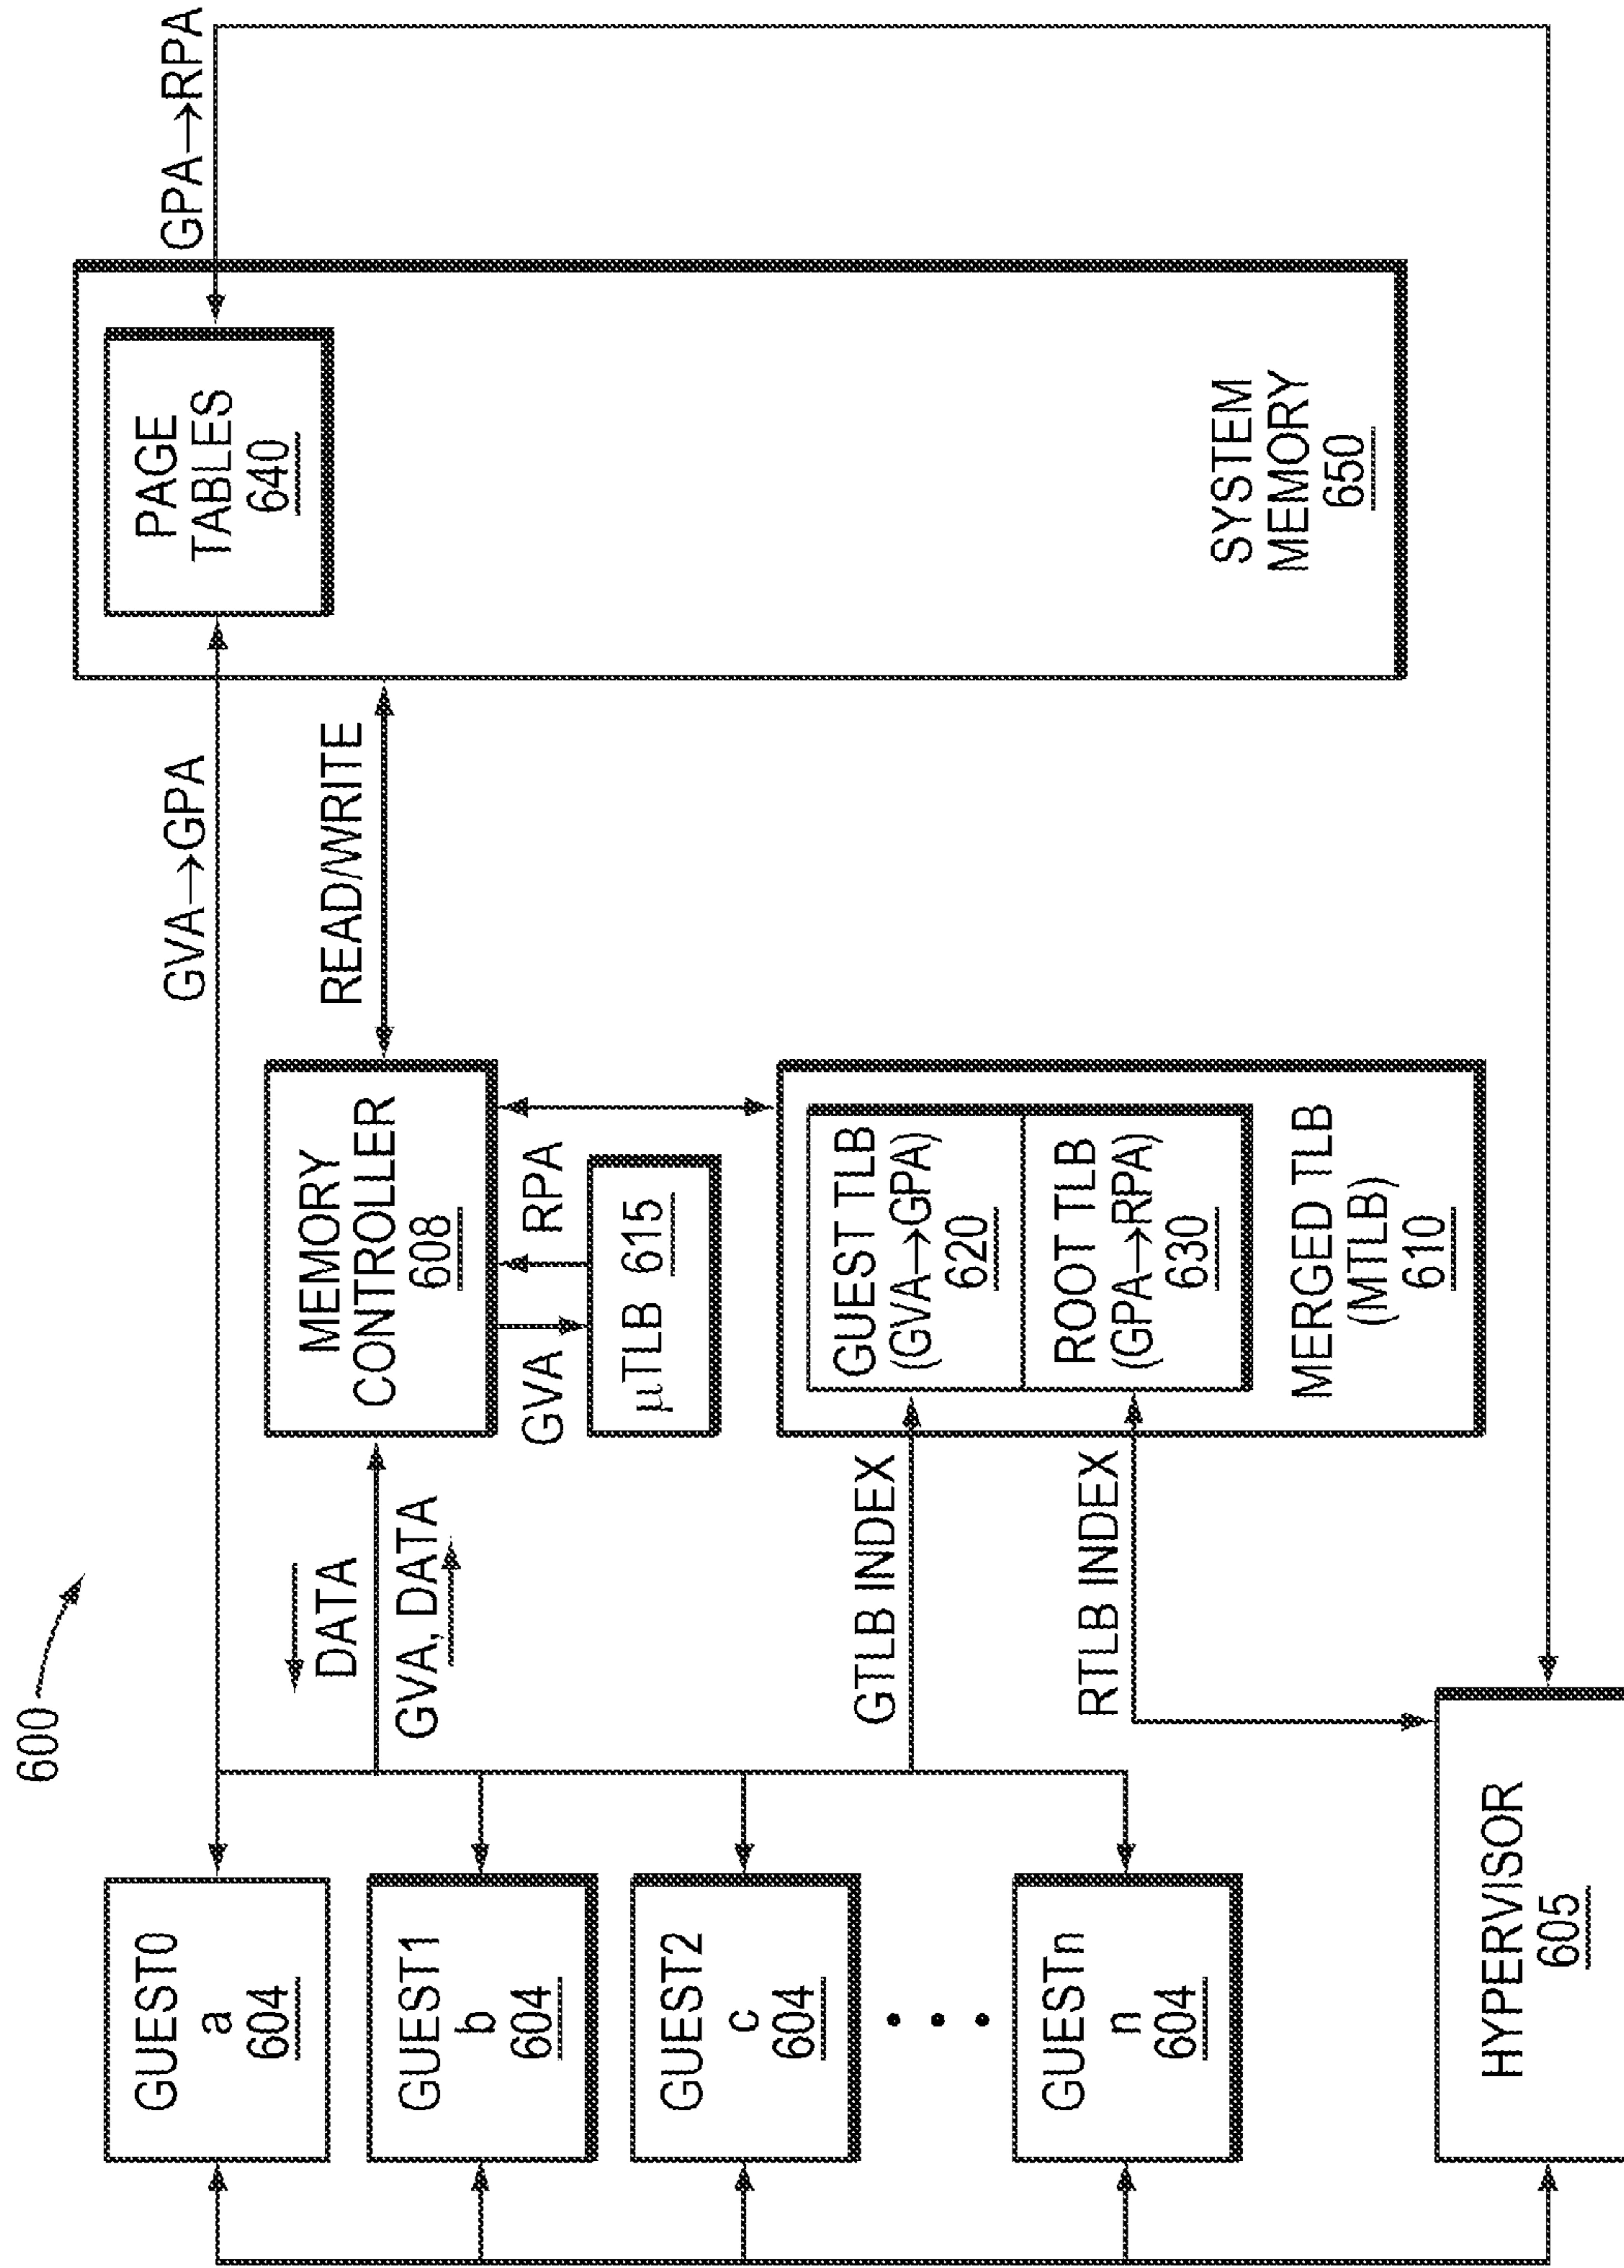 600
GUEST0
a
604
GUEST1
b
604
GUEST2
c
604
• • •
GUESTn
n
604
HYPERVISOR
605
DATA
GVA, DATA
GTLB INDEX
RTLB INDEX
MEMORY
CONTROLLER
608
GVA
RPA
µTLB 615
GUEST TLB
(GVA→GPA)
620
ROOT TLB
(GPA→RPA)
630
MERGED TLB
(MTLB)
610
GVA→GPA
READ/WRITE
PAGE
TABLES
640
SYSTEM
MEMORY
650
GPA→RPA